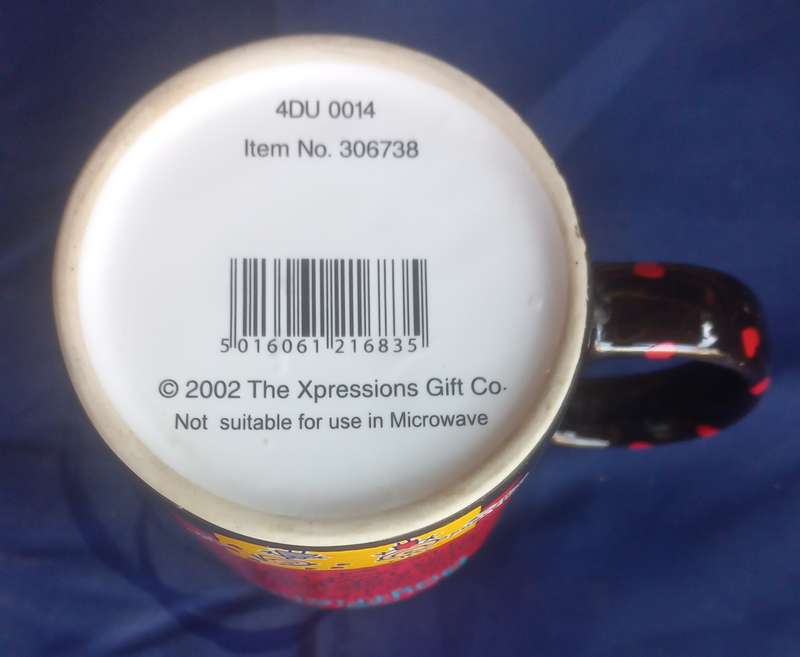 4DU 0014
Item No. 306738
5 016061 216835
© 2002 The Xpressions Gift Co.
Not suitable for use in Microwave